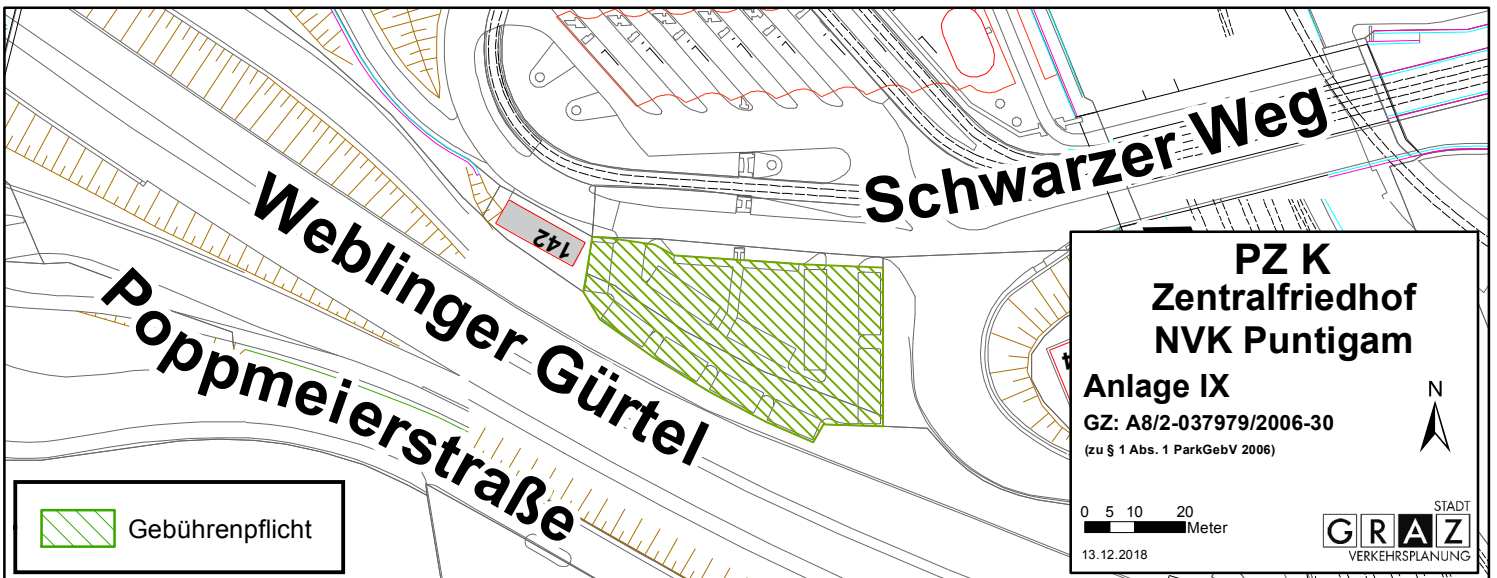 Schwarzer Weg
Weblinger Gürtel
Poppmeierstraße
142
PZ K
Zentralfriedhof
NVK Puntigam
Anlage IX
GZ: A8/2-037979/2006-30
(zu § 1 Abs. 1 ParkGebV 2006)
N
0 5 10 20
Meter
13.12.2018
STADT
GRAZ
VERKEHRSPLANUNG
Gebührenpflicht